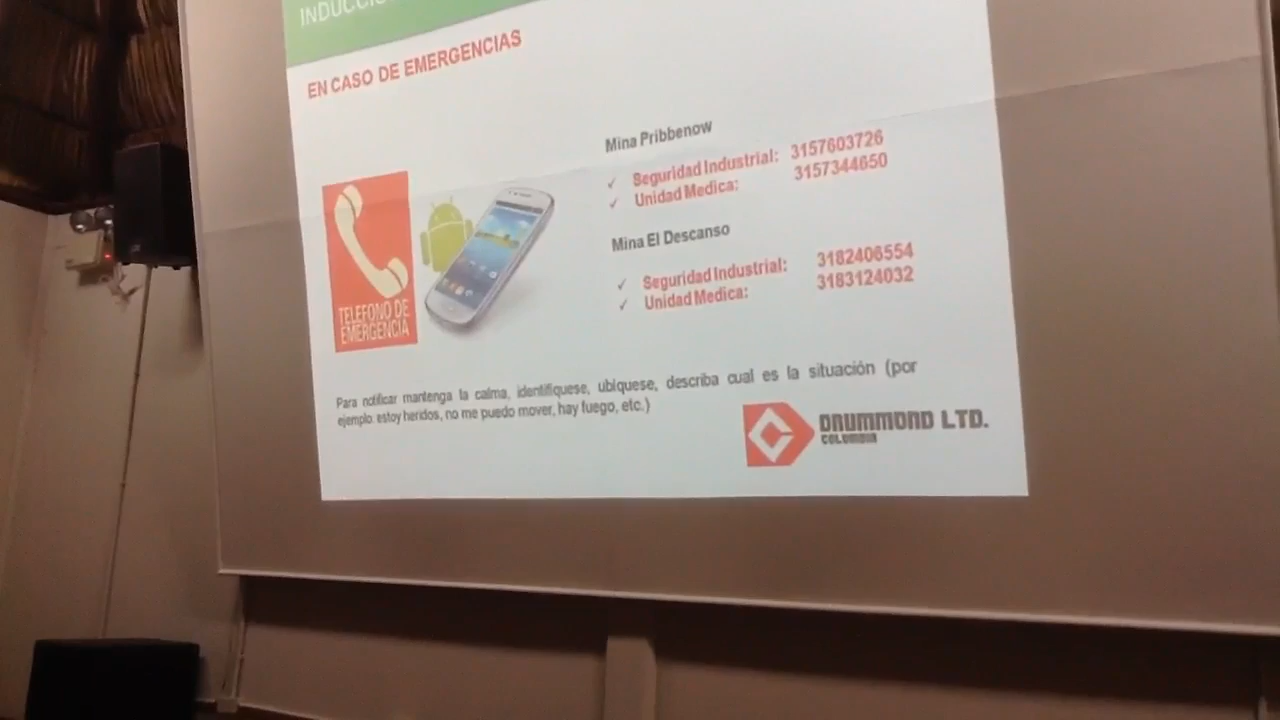 EN CASO DE EMERGENCIAS
Mina Pribbenow
✓ Seguridad Industrial: 3157603726
✓ Unidad Medica: 3157344650
Mina El Descanso
✓ Seguridad Industrial: 3182406554
✓ Unidad Medica: 3183124032
TELEFONO DE
EMERGENCIA
Para notificar mantenga la calma, identifiquese, ubiquese, describa cual es la situación (por
ejemplo: estoy heridos, no me puedo mover, hay fuego, etc.)
DRUMMOND LTD.
COLOMBIA